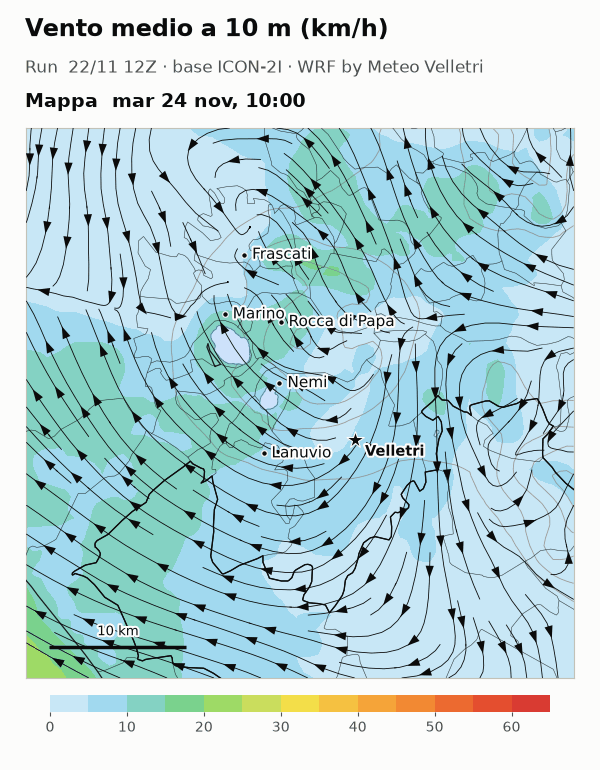 Vento medio a 10 m (km/h)
Run  22/11 12Z · base ICON-2I · WRF by Meteo Velletri
Mappa  mar 24 nov, 10:00
Frascati
Marino
Rocca di Papa
Nemi
Velletri
Lanuvio
10 km
0 10 20 30 40 50 60